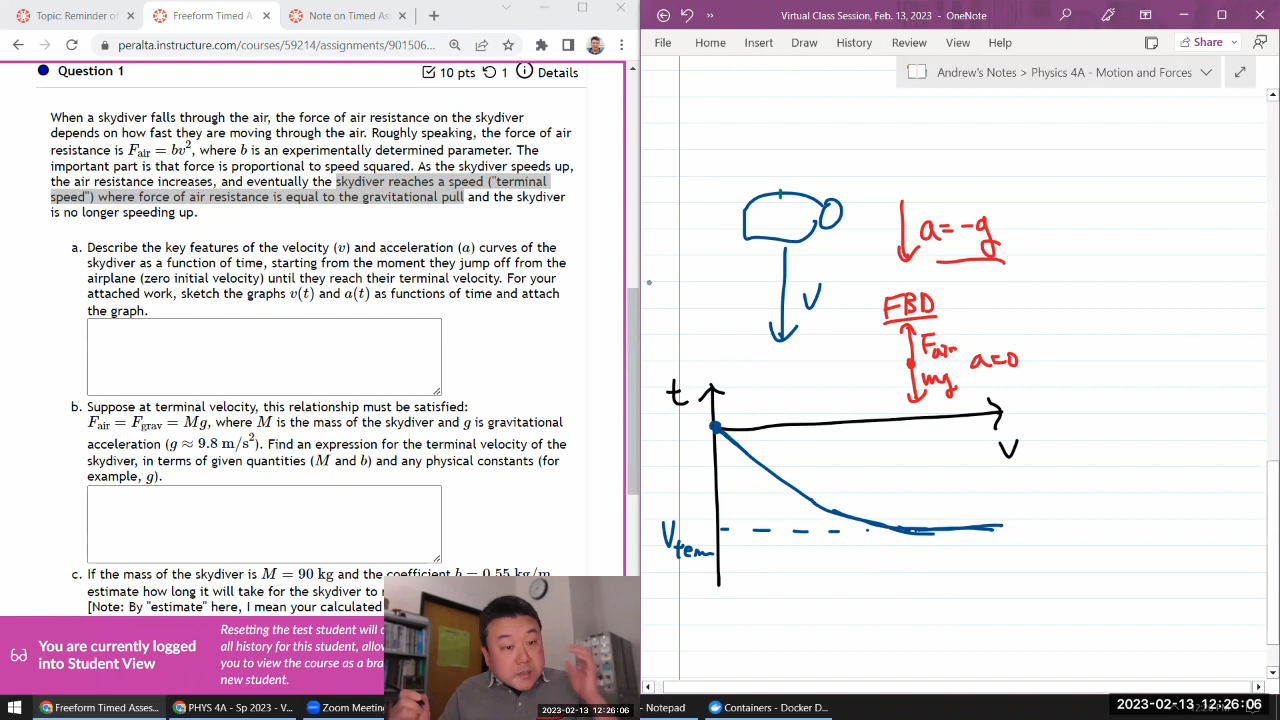 Topic: Reminder of
Freeform Timed As
Note on Timed Ass
Virtual Class Session, Feb. 13, 2023 - OneNote
peralta.instructure.com/courses/59214/assignments/901506...
File Home Insert Draw History Review View Help Share
Andrew's Notes > Physics 4A - Motion and Forces
Question 1
10 pts 1 Details
When a skydiver falls through the air, the force of air resistance on the skydiver
depends on how fast they are moving through the air. Roughly speaking, the force of air
resistance is F_air = bv², where b is an experimentally determined parameter. The
important part is that force is proportional to speed squared. As the skydiver speeds up,
the air resistance increases, and eventually the skydiver reaches a speed ("terminal
speed") where force of air resistance is equal to the gravitational pull and the skydiver
is no longer speeding up.
a. Describe the key features of the velocity (v) and acceleration (a) curves of the
skydiver as a function of time, starting from the moment they jump off from the
airplane (zero initial velocity) until they reach their terminal velocity. For your
attached work, sketch the graphs v(t) and a(t) as functions of time and attach
the graph.
b. Suppose at terminal velocity, this relationship must be satisfied:
F_air = F_grav = Mg, where M is the mass of the skydiver and g is gravitational
acceleration (g ≈ 9.8 m/s²). Find an expression for the terminal velocity of the
skydiver, in terms of given quantities (M and b) and any physical constants (for
example, g).
c. If the mass of the skydiver is M = 90 kg and the coefficient b = 0.55 kg/m
estimate how long it will take for the skydiver to
[Note: By "estimate" here, I mean your calculated
You are currently logged
into Student View
Resetting the test student will
all history for this student, allo
you to view the course as a bra
new student.
a = -g
V
FBD
F_air
a=0
mg
t
V
V_term
Freeform Timed Asses...
PHYS 4A - Sp 2023 - V...
Zoom Meeting
- Notepad
Containers - Docker D...
2023-02-13 12:26:06
2023-02-13 12:26:06